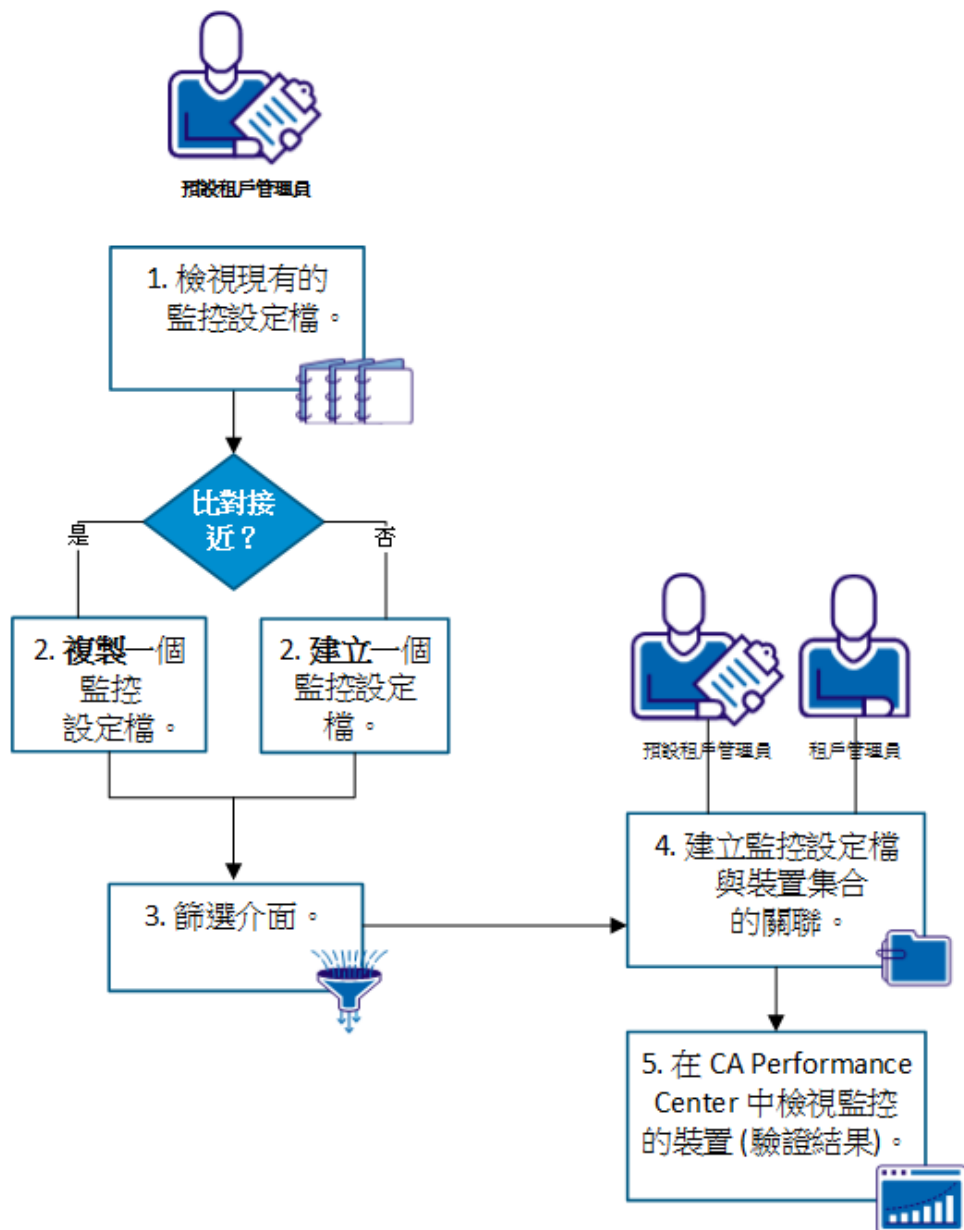 預設租戶管理員
1. 檢視現有的
監控設定檔。
比對接
近？
是
否
2. 複製一個
監控
設定檔。
2. 建立一個
監控設定
檔。
3. 篩選介面。
預設租戶管理員
租戶管理員
4. 建立監控設定檔
與裝置集合
的關聯。
5. 在 CA Performance
Center 中檢視監控
的裝置 (驗證結果)。